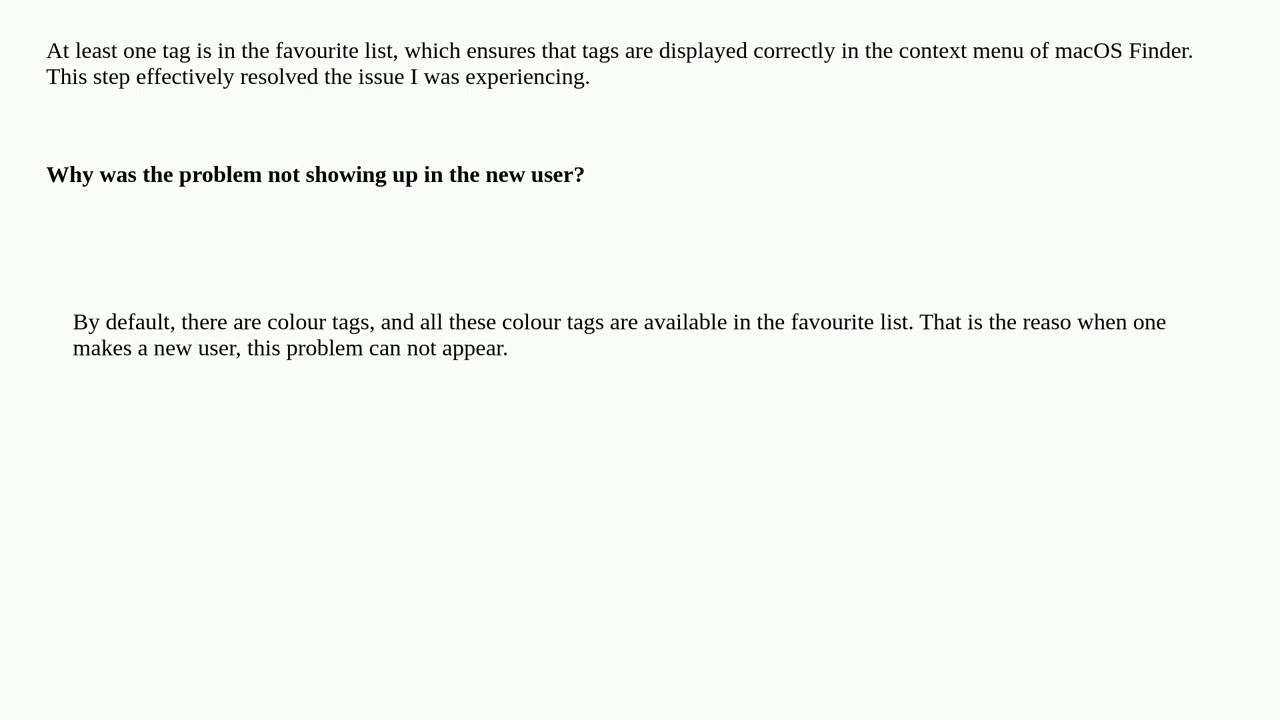 At least one tag is in the favourite list, which ensures that tags are displayed correctly in the context menu of macOS Finder.
This step effectively resolved the issue I was experiencing.
Why was the problem not showing up in the new user?
By default, there are colour tags, and all these colour tags are available in the favourite list. That is the reaso when one
makes a new user, this problem can not appear.